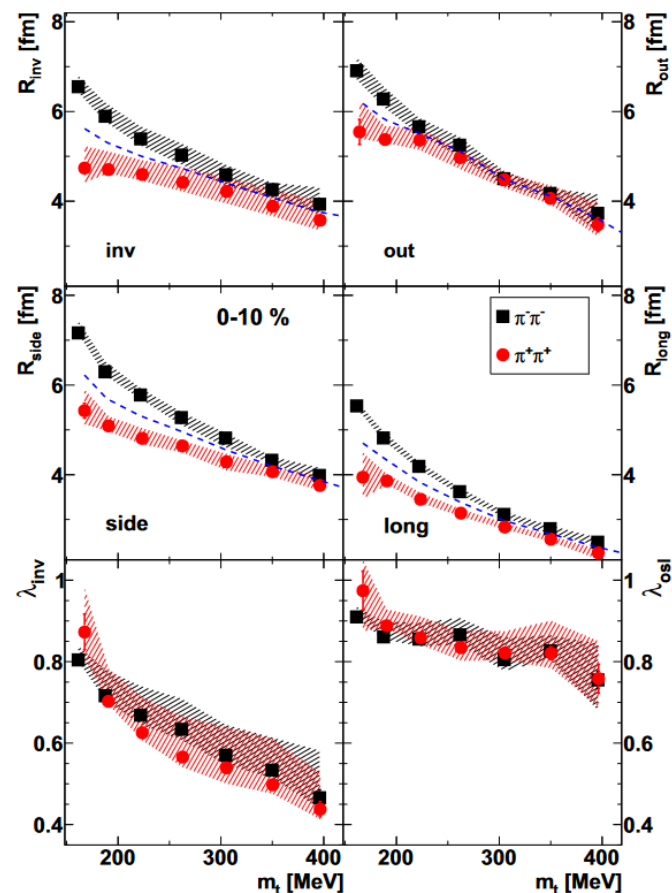 R_inv [fm]
8
6
4
inv
R_out [fm]
8
6
4
out
R_side [fm]
8
6
4
0-10 %
side
R_long [fm]
8
6
4
π⁻π⁻
π⁺π⁺
long
λ_inv
1
0.8
0.6
0.4
λ_osl
1
0.8
0.6
0.4
200 300 400
m_t [MeV]
200 300 400
m_t [MeV]